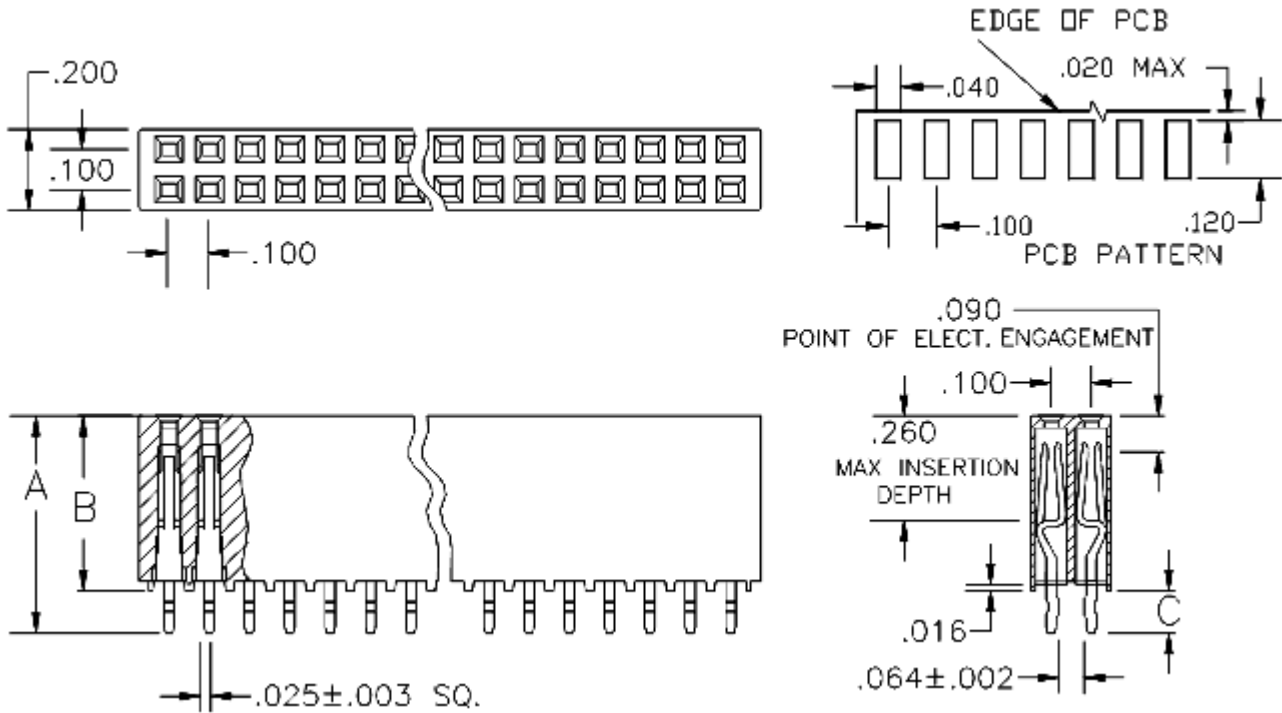 EDGE OF PCB
.200
.020 MAX
.040
.100
.100
.100
.120
PCB PATTERN
.090
POINT OF ELECT. ENGAGEMENT
.100
.260
MAX INSERTION
DEPTH
A
B
C
.016
.064±.002
.025±.003 SQ.